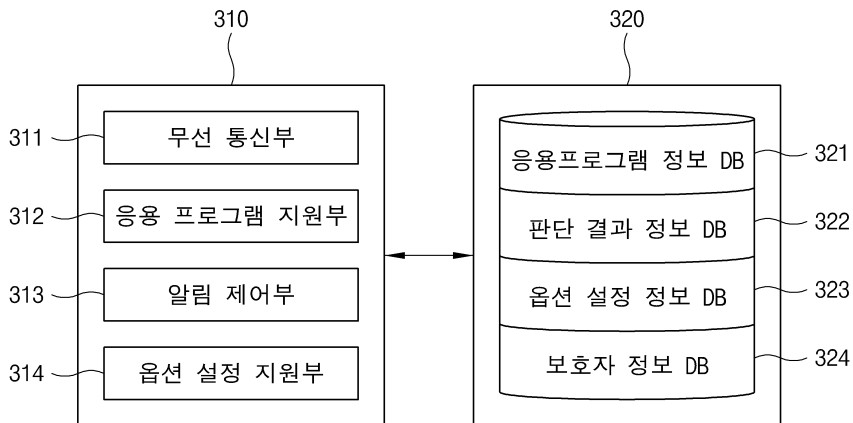 310
320
311
무선 통신부
312
응용 프로그램 지원부
313
알림 제어부
314
옵션 설정 지원부
응용프로그램 정보 DB
321
판단 결과 정보 DB
322
옵션 설정 정보 DB
323
보호자 정보 DB
324